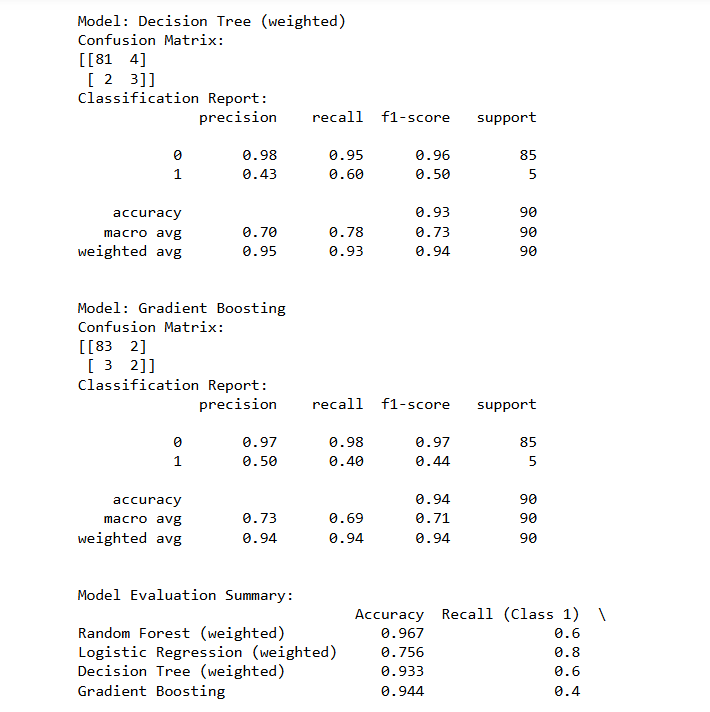 Model: Decision Tree (weighted)
Confusion Matrix:
[[81  4]
 [ 2  3]]
Classification Report:
              precision    recall  f1-score   support

           0       0.98      0.95      0.96        85
           1       0.43      0.60      0.50         5

    accuracy                           0.93        90
   macro avg       0.70      0.78      0.73        90
weighted avg       0.95      0.93      0.94        90

Model: Gradient Boosting
Confusion Matrix:
[[83  2]
 [ 3  2]]
Classification Report:
              precision    recall  f1-score   support

           0       0.97      0.98      0.97        85
           1       0.50      0.40      0.44         5

    accuracy                           0.94        90
   macro avg       0.73      0.69      0.71        90
weighted avg       0.94      0.94      0.94        90

Model Evaluation Summary:
                                Accuracy  Recall (Class 1)  \
Random Forest (weighted)           0.967               0.6
Logistic Regression (weighted)     0.756               0.8
Decision Tree (weighted)           0.933               0.6
Gradient Boosting                  0.944               0.4